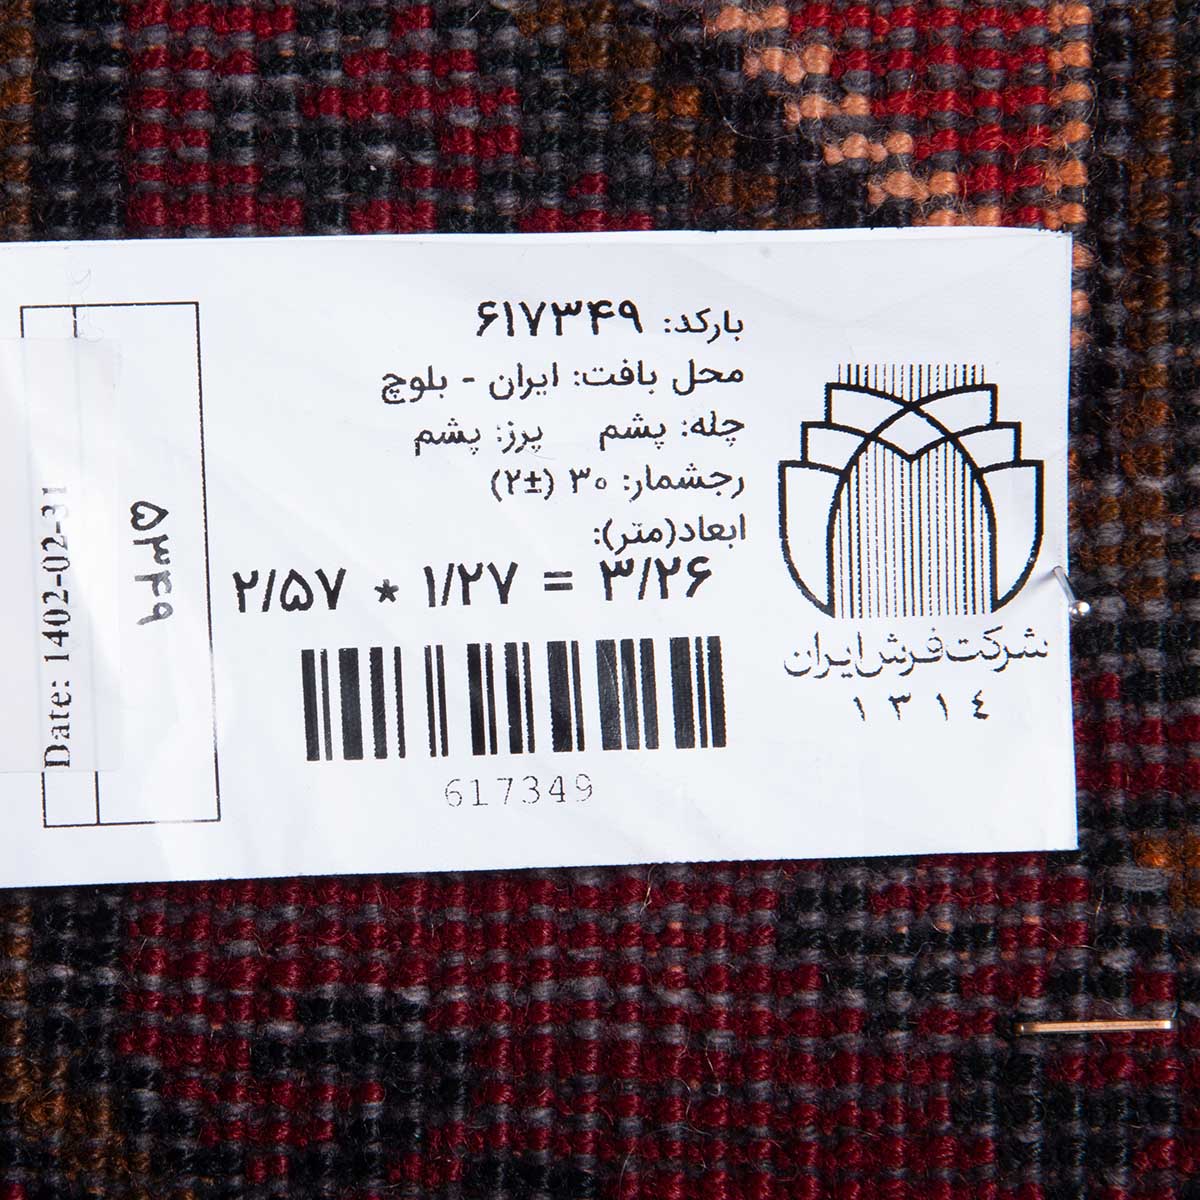 بارکد: ۶۱۷۳۴۹
محل بافت: ایران - بلوچ
چله: پشم پرز: پشم
رجشمار: ۳۰ (±۲)
ابعاد(متر):
۲/۵۷ * ۱/۲۷ = ۳/۲۶
617349
شرکت فرش ایران
۱۳۱٤
۵۳۴۹
Date: 1402-02-31